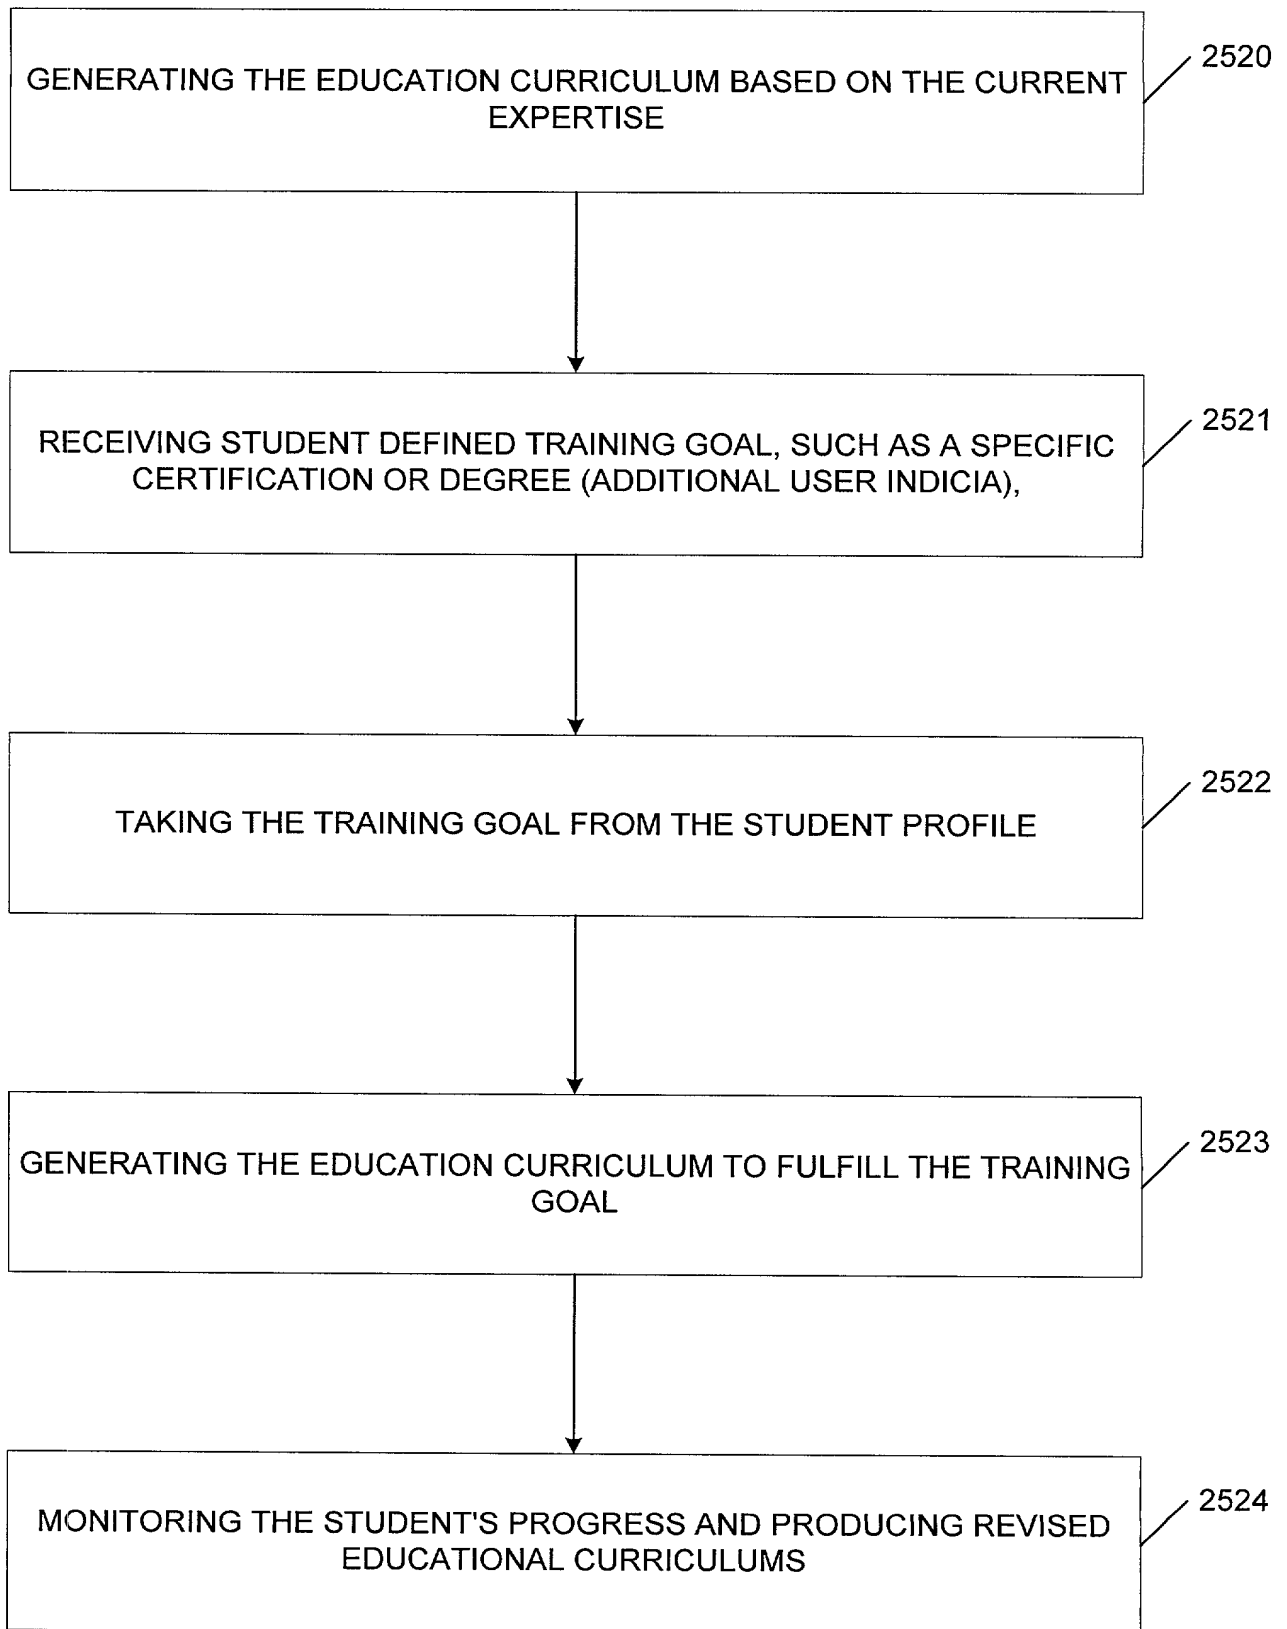 2520
GENERATING THE EDUCATION CURRICULUM BASED ON THE CURRENT
EXPERTISE
2521
RECEIVING STUDENT DEFINED TRAINING GOAL, SUCH AS A SPECIFIC
CERTIFICATION OR DEGREE (ADDITIONAL USER INDICIA),
2522
TAKING THE TRAINING GOAL FROM THE STUDENT PROFILE
2523
GENERATING THE EDUCATION CURRICULUM TO FULFILL THE TRAINING
GOAL
2524
MONITORING THE STUDENT'S PROGRESS AND PRODUCING REVISED
EDUCATIONAL CURRICULUMS